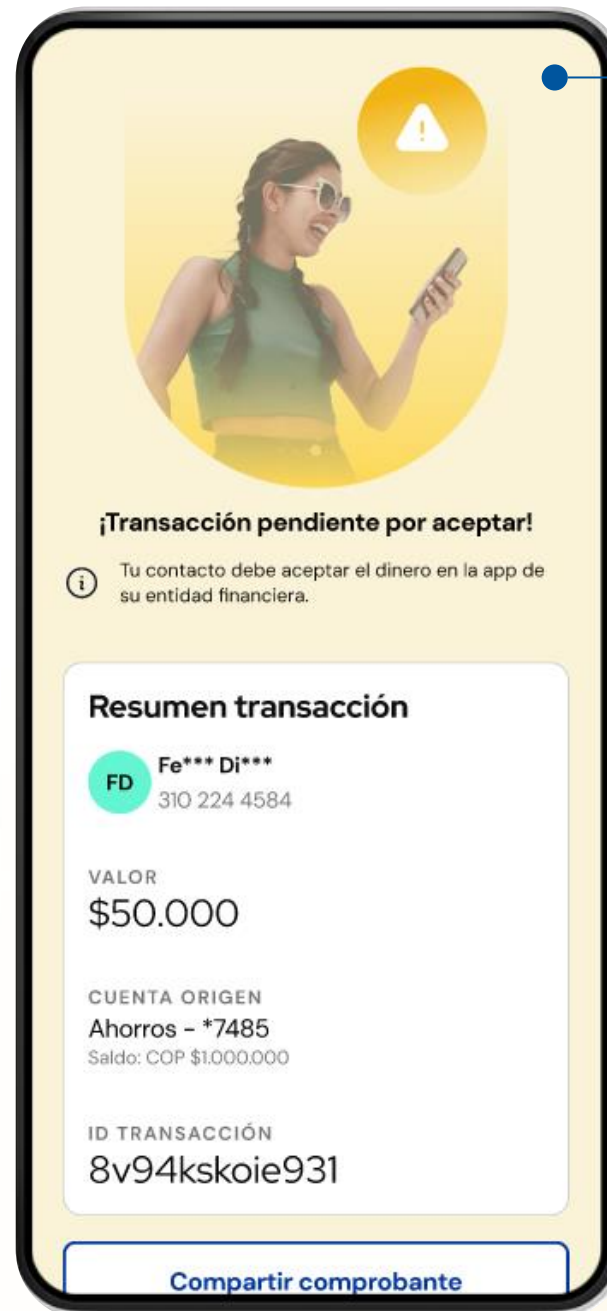 ¡Transacción pendiente por aceptar!
Tu contacto debe aceptar el dinero en la app de
su entidad financiera.
Resumen transacción
FD
Fe*** Di***
310 224 4584
VALOR
$50.000
CUENTA ORIGEN
Ahorros - *7485
Saldo: COP $1.000.000
ID TRANSACCIÓN
8v94kskoie931
Compartir comprobante